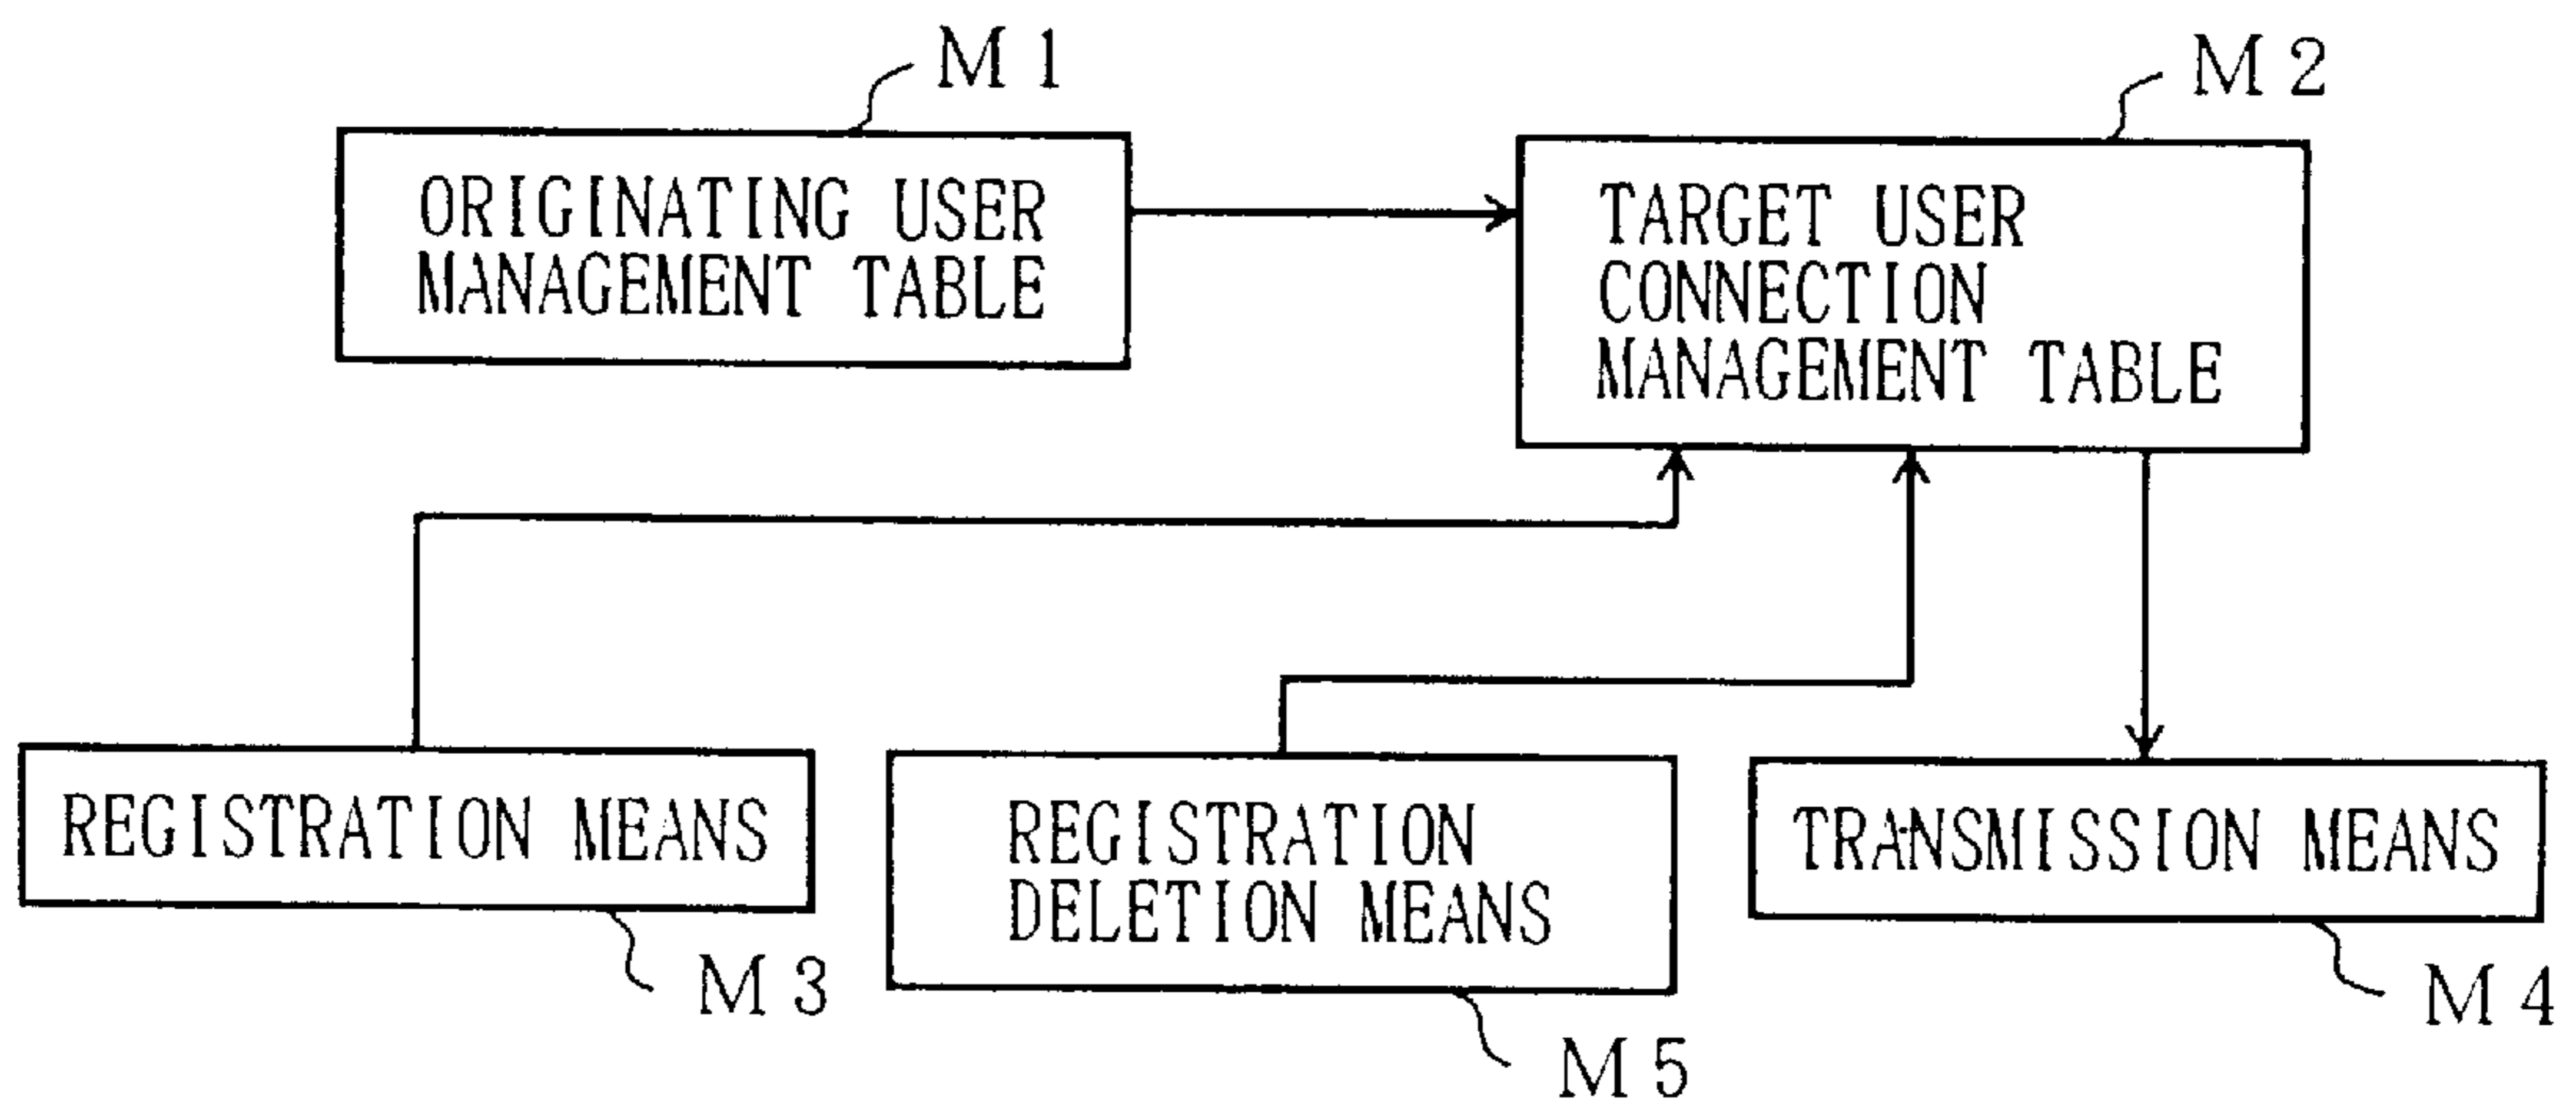 M1
M2
ORIGINATING USER
MANAGEMENT TABLE
TARGET USER
CONNECTION
MANAGEMENT TABLE
REGISTRATION MEANS
REGISTRATION
DELETION MEANS
TRANSMISSION MEANS
M3
M5
M4